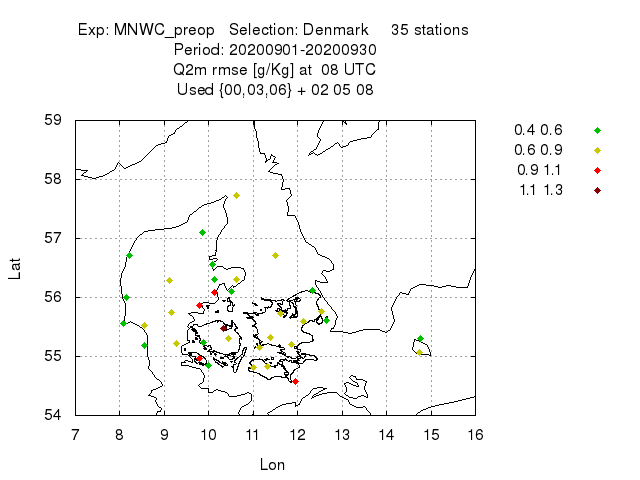 Exp: MNWC_preop   Selection: Denmark     35 stations
Period: 20200901-20200930
Q2m rmse [g/Kg] at  08 UTC
Used {00,03,06} + 02 05 08
59
58
57
56
55
54
Lat
7 8 9 10 11 12 13 14 15 16
Lon
0.4 0.6
0.6 0.9
0.9 1.1
1.1 1.3